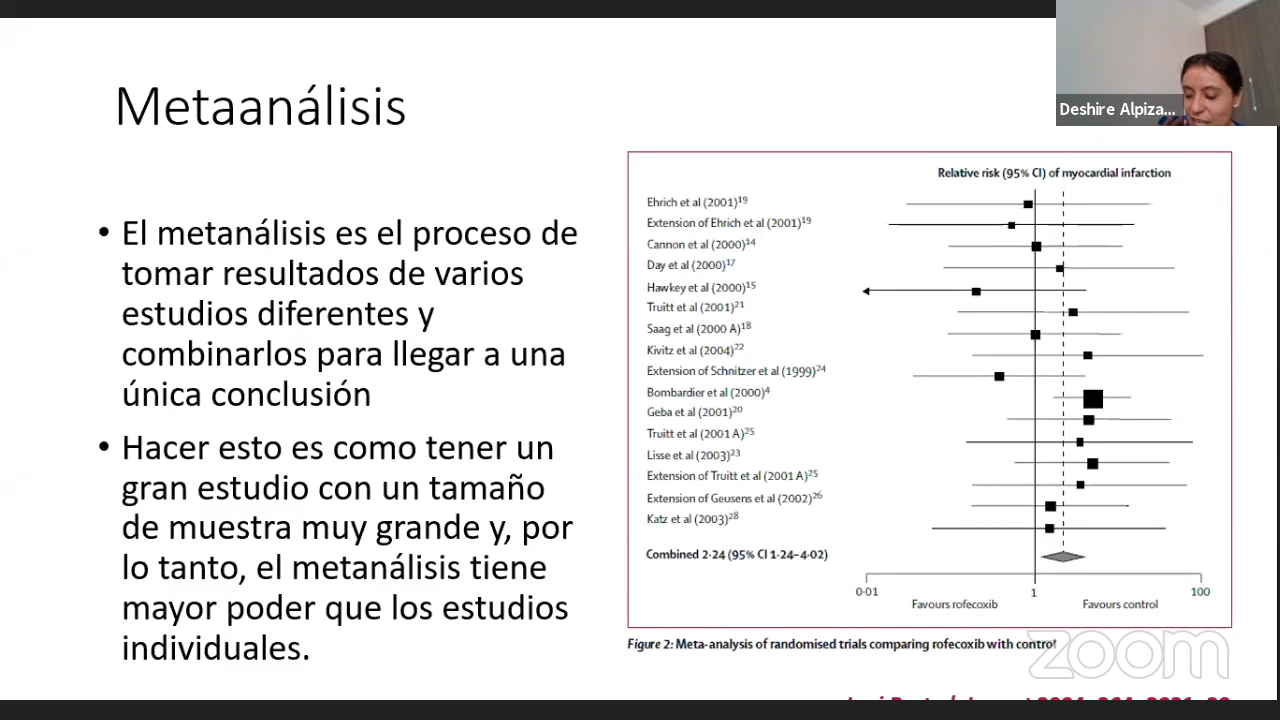 Metaanálisis
Deshire Alpiza...
• El metanálisis es el proceso de
tomar resultados de varios
estudios diferentes y
combinarlos para llegar a una
única conclusión
• Hacer esto es como tener un
gran estudio con un tamaño
de muestra muy grande y, por
lo tanto, el metanálisis tiene
mayor poder que los estudios
individuales.
Relative risk (95% CI) of myocardial infarction
Ehrich et al (2001)19
Extension of Ehrich et al (2001)19
Cannon et al (2000)14
Day et al (2000)17
Hawkey et al (2000)15
Truitt et al (2001)21
Saag et al (2000 A)18
Kivitz et al (2004)22
Extension of Schnitzer et al (1999)24
Bombardier et al (2000)4
Geba et al (2001)20
Truitt et al (2001 A)25
Lisse et al (2003)23
Extension of Truitt et al (2001 A)25
Extension of Geusens et al (2002)26
Katz et al (2003)28
Combined 2·24 (95% CI 1·24–4·02)
0·01 1 100
Favours rofecoxib Favours control
Figure 2: Meta-analysis of randomised trials comparing rofecoxib with control
zoom